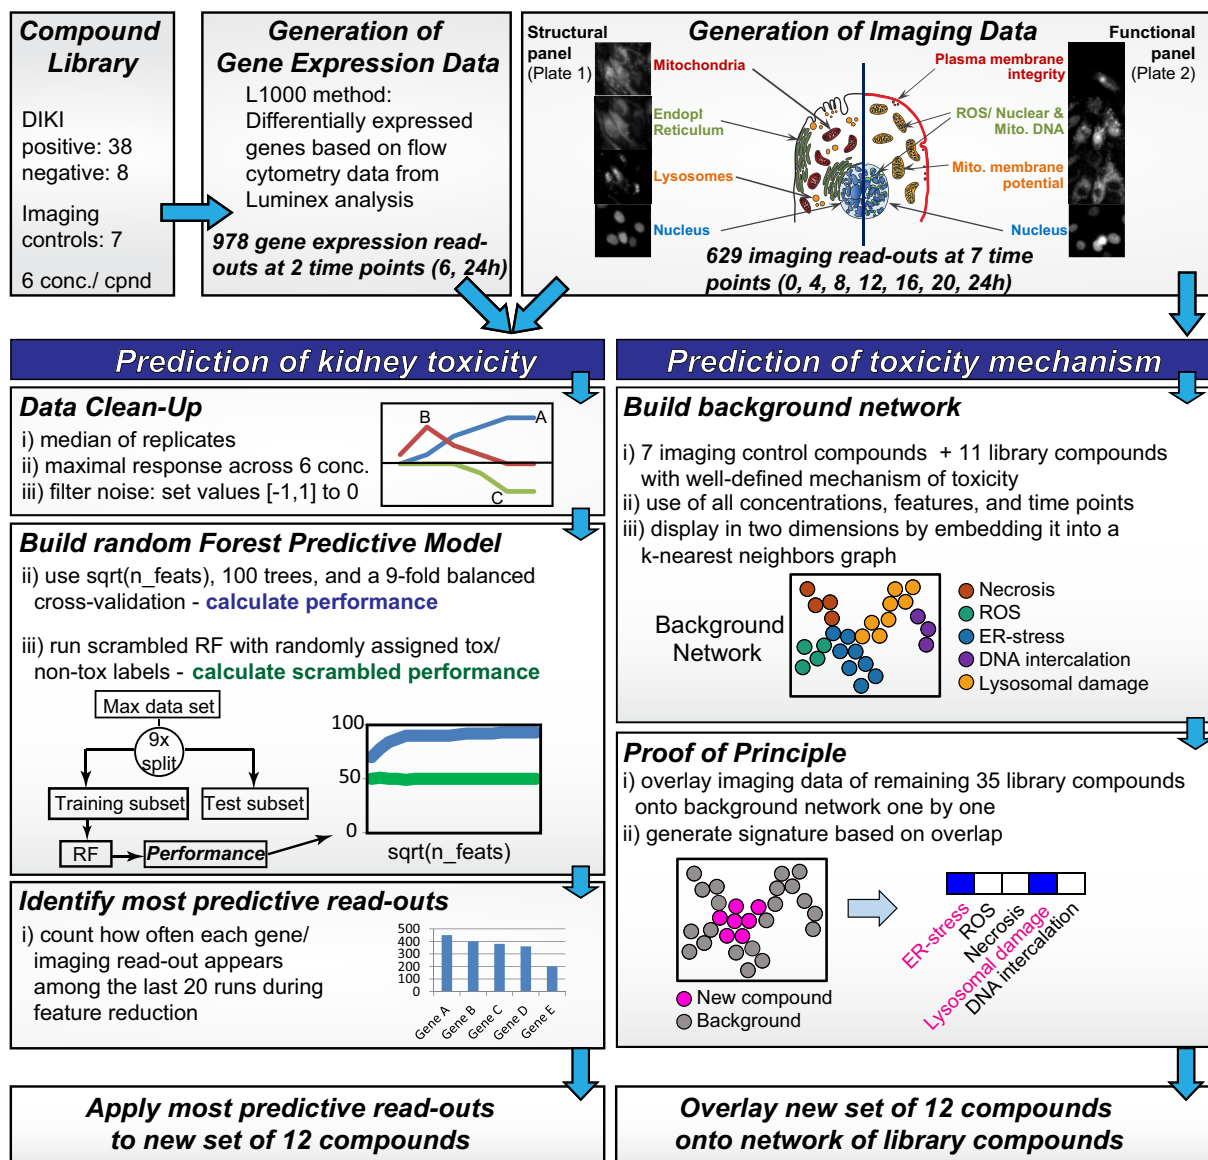 Compound
Library
DIKI
positive: 38
negative: 8
Imaging
controls: 7
6 conc./ cpnd
Generation of
Gene Expression Data
L1000 method:
Differentially expressed
genes based on flow
cytometry data from
Luminex analysis
978 gene expression read-
outs at 2 time points (6, 24h)
Generation of Imaging Data
Structural
panel
(Plate 1)
Functional
panel
(Plate 2)
Mitochondria
Endopl
Reticulum
Lysosomes
Nucleus
Plasma membrane
integrity
ROS/ Nuclear &
Mito. DNA
Mito. membrane
potential
Nucleus
629 imaging read-outs at 7 time
points (0, 4, 8, 12, 16, 20, 24h)
Prediction of kidney toxicity
Data Clean-Up
i) median of replicates
ii) maximal response across 6 conc.
iii) filter noise: set values [-1,1] to 0
A
B
C
Build random Forest Predictive Model
ii) use sqrt(n_feats), 100 trees, and a 9-fold balanced
cross-validation - calculate performance
iii) run scrambled RF with randomly assigned tox/
non-tox labels - calculate scrambled performance
Max data set
9x
split
Training subset
Test subset
RF
Performance
100
50
0
sqrt(n_feats)
Identify most predictive read-outs
i) count how often each gene/
imaging read-out appears
among the last 20 runs during
feature reduction
500
400
300
200
100
0
Gene A
Gene B
Gene C
Gene D
Gene E
Apply most predictive read-outs
to new set of 12 compounds
Prediction of toxicity mechanism
Build background network
i) 7 imaging control compounds + 11 library compounds
with well-defined mechanism of toxicity
ii) use of all concentrations, features, and time points
iii) display in two dimensions by embedding it into a
k-nearest neighbors graph
Background
Network
Necrosis
ROS
ER-stress
DNA intercalation
Lysosomal damage
Proof of Principle
i) overlay imaging data of remaining 35 library compounds
onto background network one by one
ii) generate signature based on overlap
New compound
Background
ER-stress
ROS
Necrosis
Lysosomal damage
DNA intercalation
Overlay new set of 12 compounds
onto network of library compounds